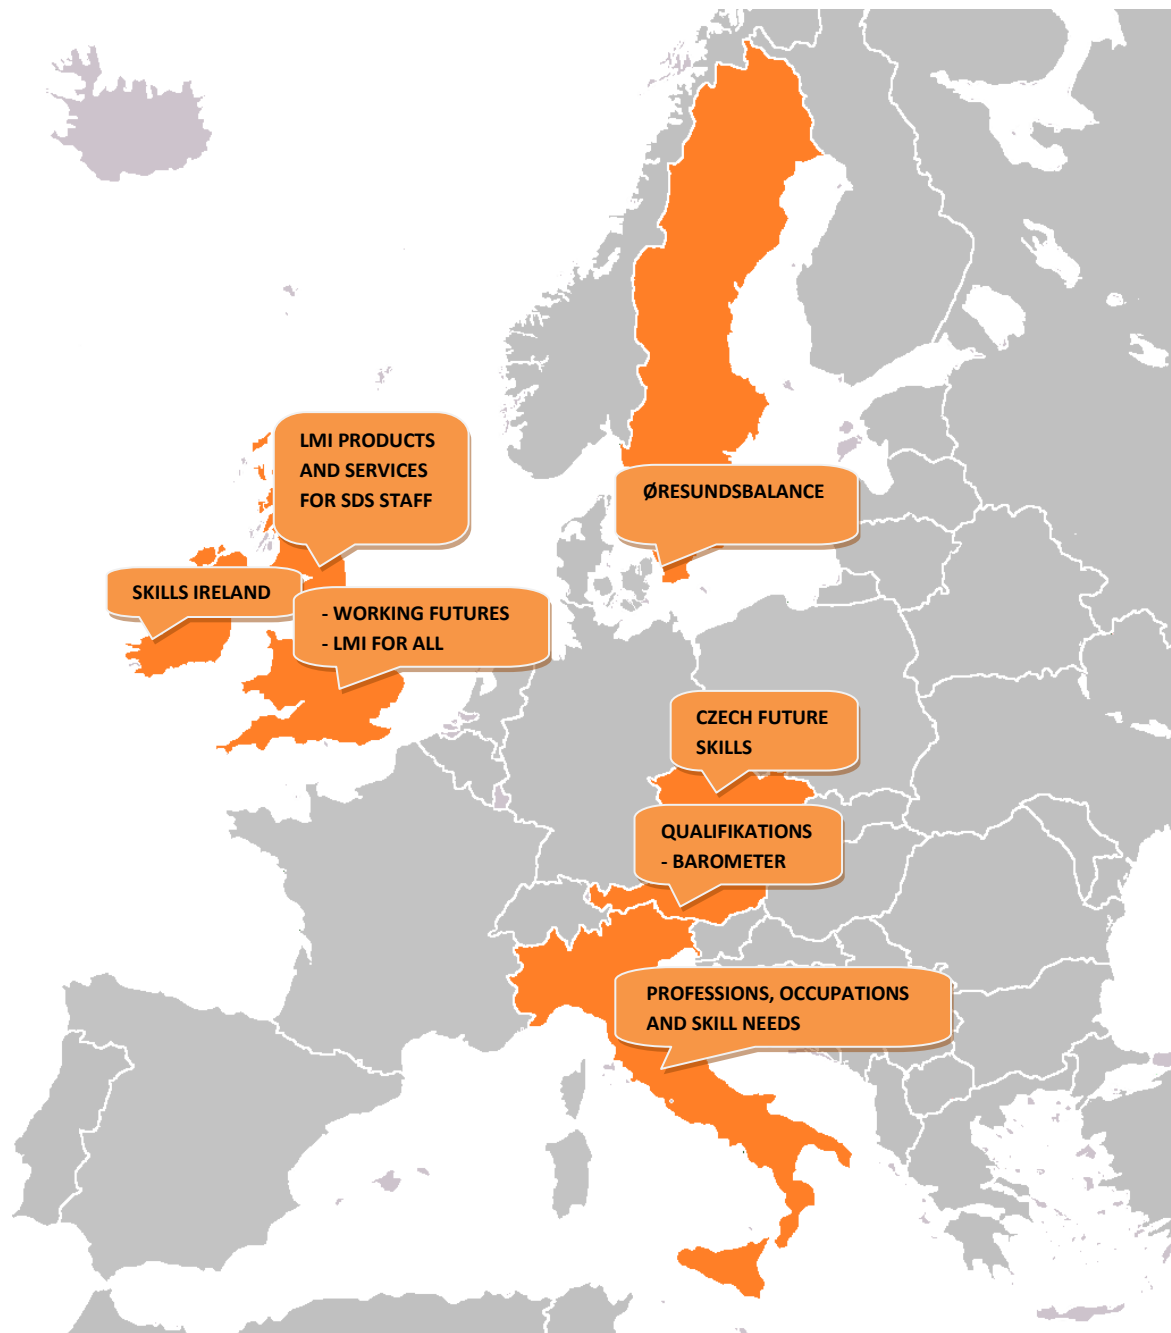 LMI PRODUCTS
AND SERVICES
FOR SDS STAFF
ØRESUNDSBALANCE
SKILLS IRELAND
- WORKING FUTURES
- LMI FOR ALL
CZECH FUTURE
SKILLS
QUALIFIKATIONS
- BAROMETER
PROFESSIONS, OCCUPATIONS
AND SKILL NEEDS